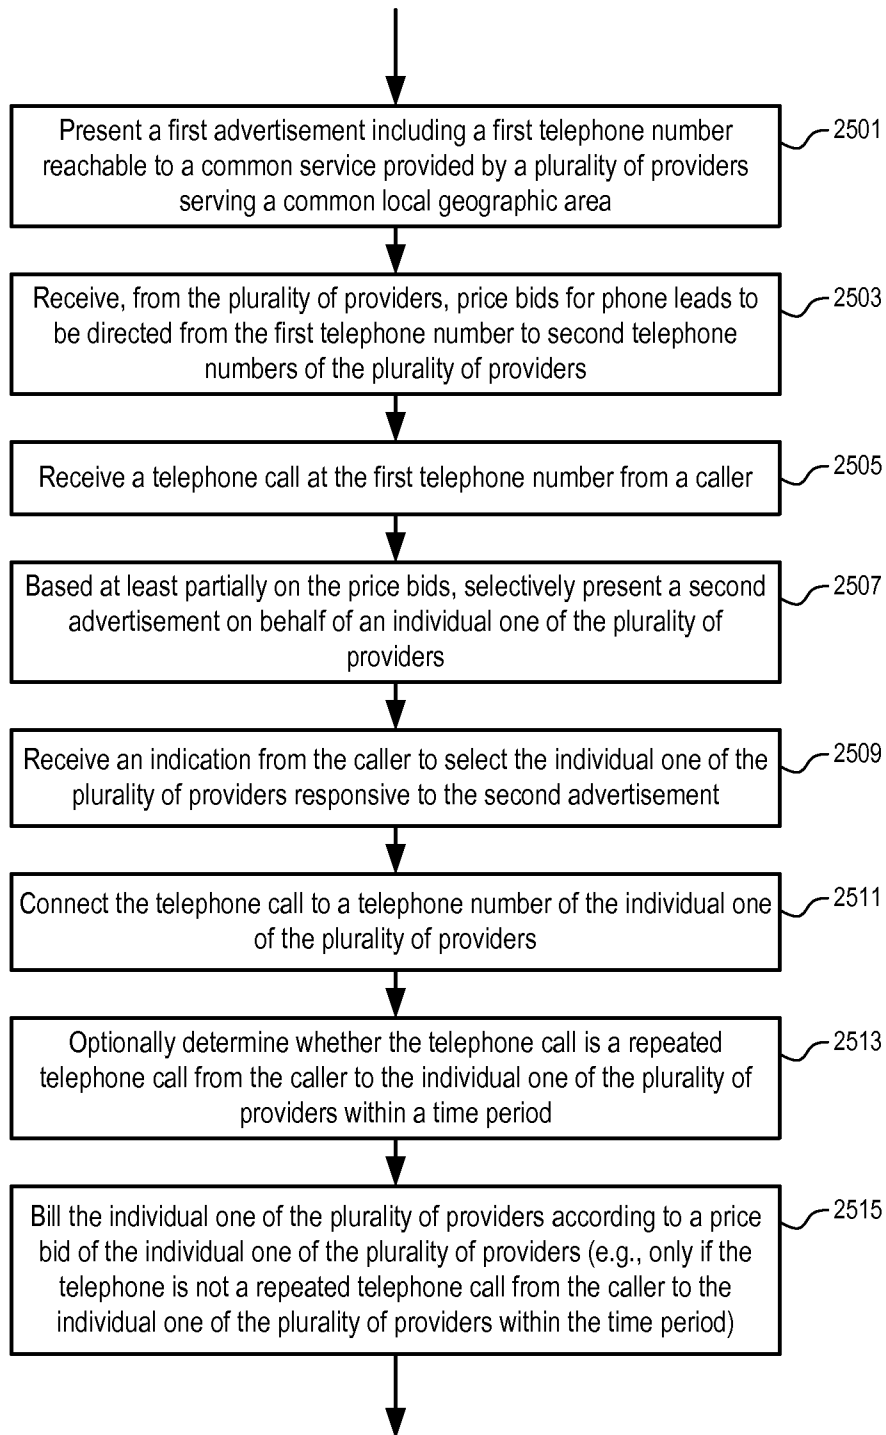 Present a first advertisement including a first telephone number
reachable to a common service provided by a plurality of providers
serving a common local geographic area
2501
Receive, from the plurality of providers, price bids for phone leads to
be directed from the first telephone number to second telephone
numbers of the plurality of providers
2503
Receive a telephone call at the first telephone number from a caller
2505
Based at least partially on the price bids, selectively present a second
advertisement on behalf of an individual one of the plurality of
providers
2507
Receive an indication from the caller to select the individual one of the
plurality of providers responsive to the second advertisement
2509
Connect the telephone call to a telephone number of the individual one
of the plurality of providers
2511
Optionally determine whether the telephone call is a repeated
telephone call from the caller to the individual one of the plurality of
providers within a time period
2513
Bill the individual one of the plurality of providers according to a price
bid of the individual one of the plurality of providers (e.g., only if the
telephone is not a repeated telephone call from the caller to the
individual one of the plurality of providers within the time period)
2515